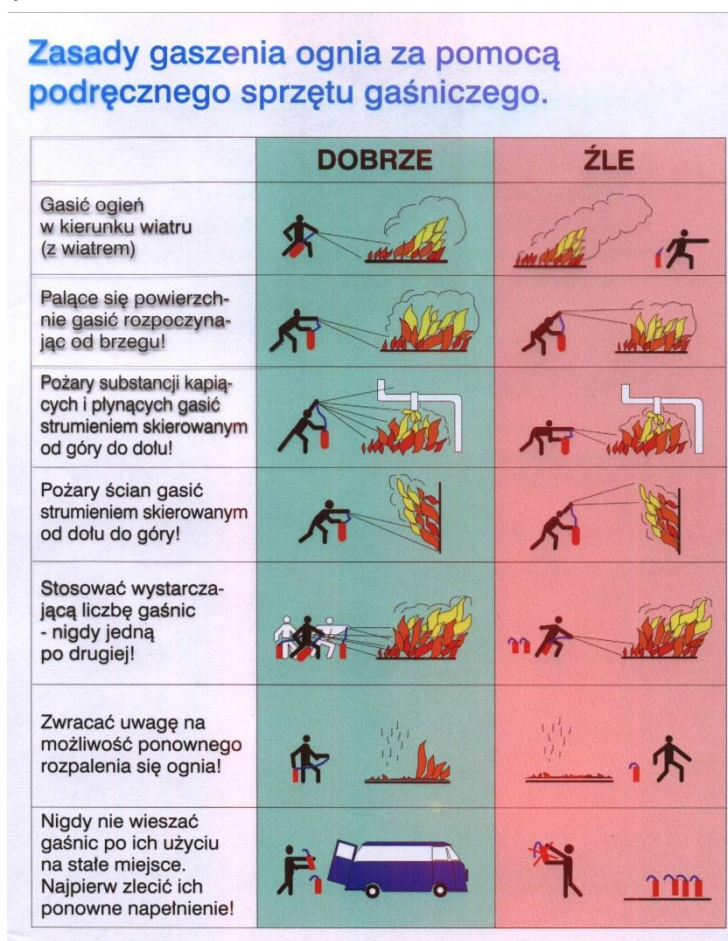 Zasady gaszenia ognia za pomocą
podręcznego sprzętu gaśniczego.
DOBRZE
ŹLE
Gasić ogień
w kierunku wiatru
(z wiatrem)
Palące się powierzch-
nie gasić rozpoczyna-
jąc od brzegu!
Pożary substancji kapią-
cych i płynących gasić
strumieniem skierowanym
od góry do dołu!
Pożary ścian gasić
strumieniem skierowanym
od dołu do góry!
Stosować wystarcza-
jącą liczbę gaśnic
- nigdy jedną
po drugiej!
Zwracać uwagę na
możliwość ponownego
rozpalenia się ognia!
Nigdy nie wieszać
gaśnic po ich użyciu
na stałe miejsce.
Najpierw zlecić ich
ponowne napełnienie!